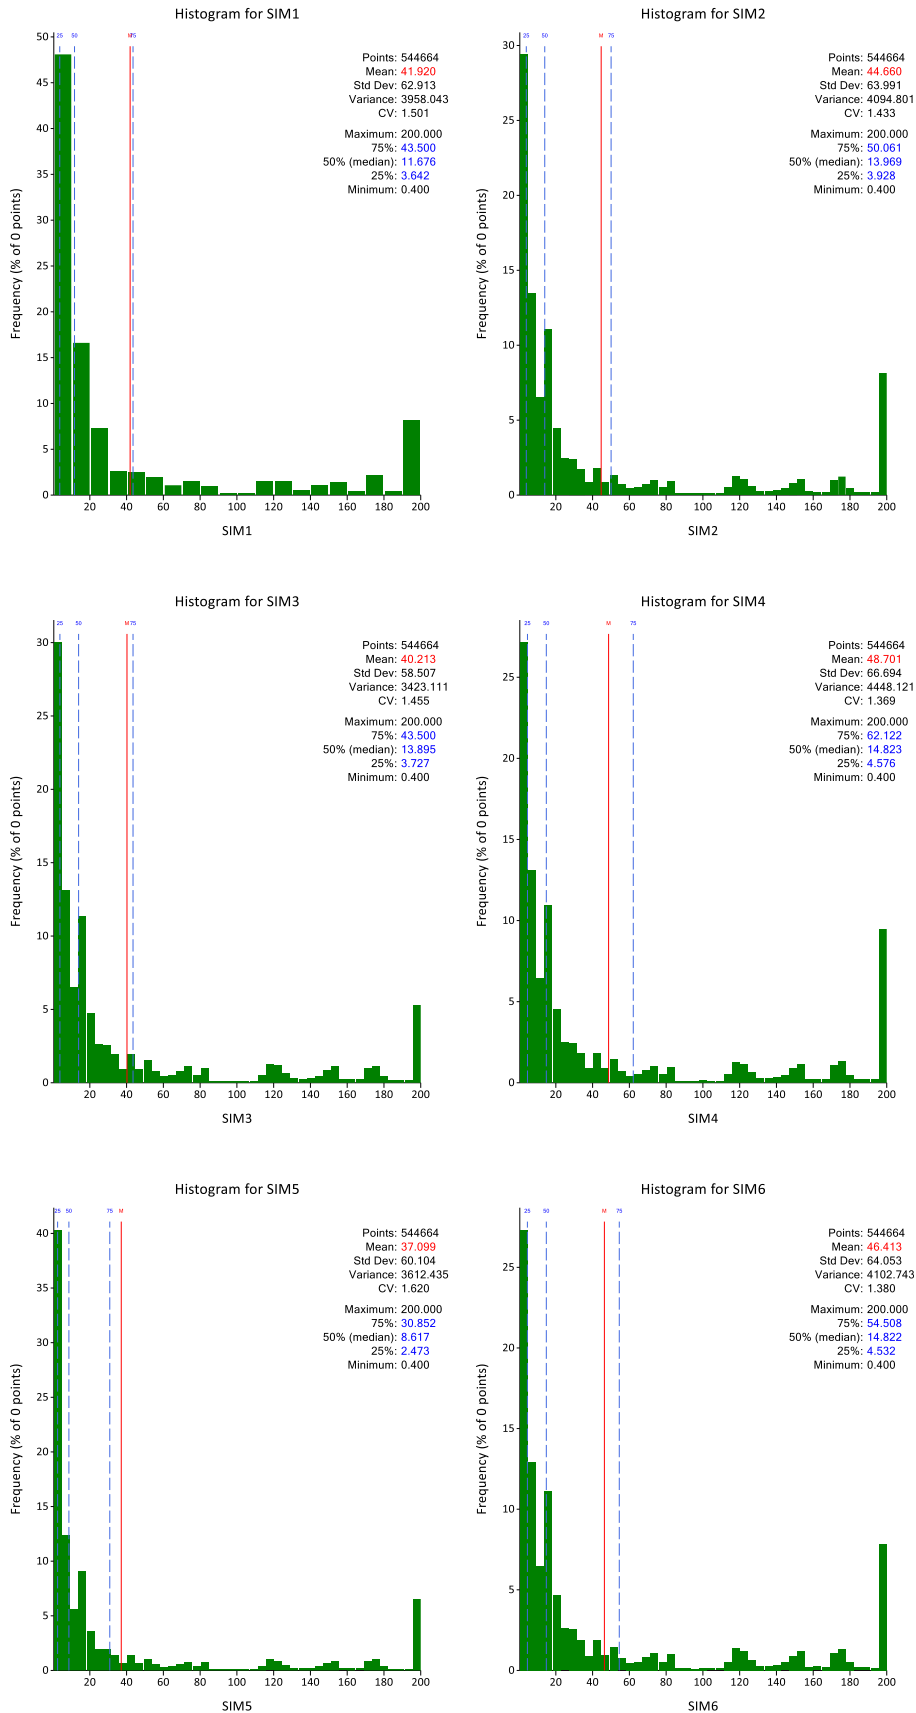 Histogram for SIM1
25 50 M 75
Points: 544664
Mean: 41.920
Std Dev: 62.913
Variance: 3958.043
CV: 1.501
Maximum: 200.000
75%: 43.500
50% (median): 11.676
25%: 3.642
Minimum: 0.400
Frequency (% of 0 points)
50
45
40
35
30
25
20
15
10
5
0
20 40 60 80 100 120 140 160 180 200
SIM1
Histogram for SIM2
25 50 M 75
Points: 544664
Mean: 44.660
Std Dev: 63.991
Variance: 4094.801
CV: 1.433
Maximum: 200.000
75%: 50.061
50% (median): 13.969
25%: 3.928
Minimum: 0.400
Frequency (% of 0 points)
30
25
20
15
10
5
0
20 40 60 80 100 120 140 160 180 200
SIM2
Histogram for SIM3
25 50 M 75
Points: 544664
Mean: 40.213
Std Dev: 58.507
Variance: 3423.111
CV: 1.455
Maximum: 200.000
75%: 43.500
50% (median): 13.895
25%: 3.727
Minimum: 0.400
Frequency (% of 0 points)
30
25
20
15
10
5
0
20 40 60 80 100 120 140 160 180 200
SIM3
Histogram for SIM4
25 50 M 75
Points: 544664
Mean: 48.701
Std Dev: 66.694
Variance: 4448.121
CV: 1.369
Maximum: 200.000
75%: 62.122
50% (median): 14.823
25%: 4.576
Minimum: 0.400
Frequency (% of 0 points)
25
20
15
10
5
0
20 40 60 80 100 120 140 160 180 200
SIM4
Histogram for SIM5
25 50 75 M
Points: 544664
Mean: 37.099
Std Dev: 60.104
Variance: 3612.435
CV: 1.620
Maximum: 200.000
75%: 30.852
50% (median): 8.617
25%: 2.473
Minimum: 0.400
Frequency (% of 0 points)
40
35
30
25
20
15
10
5
0
20 40 60 80 100 120 140 160 180 200
SIM5
Histogram for SIM6
25 50 M 75
Points: 544664
Mean: 46.413
Std Dev: 64.053
Variance: 4102.743
CV: 1.380
Maximum: 200.000
75%: 54.508
50% (median): 14.822
25%: 4.532
Minimum: 0.400
Frequency (% of 0 points)
25
20
15
10
5
0
20 40 60 80 100 120 140 160 180 200
SIM6